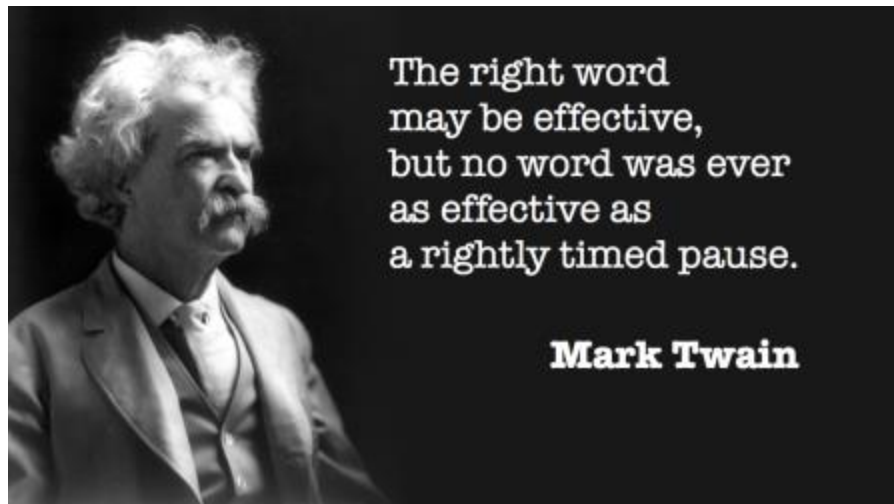 The right word
may be effective,
but no word was ever
as effective as
a rightly timed pause.
Mark Twain